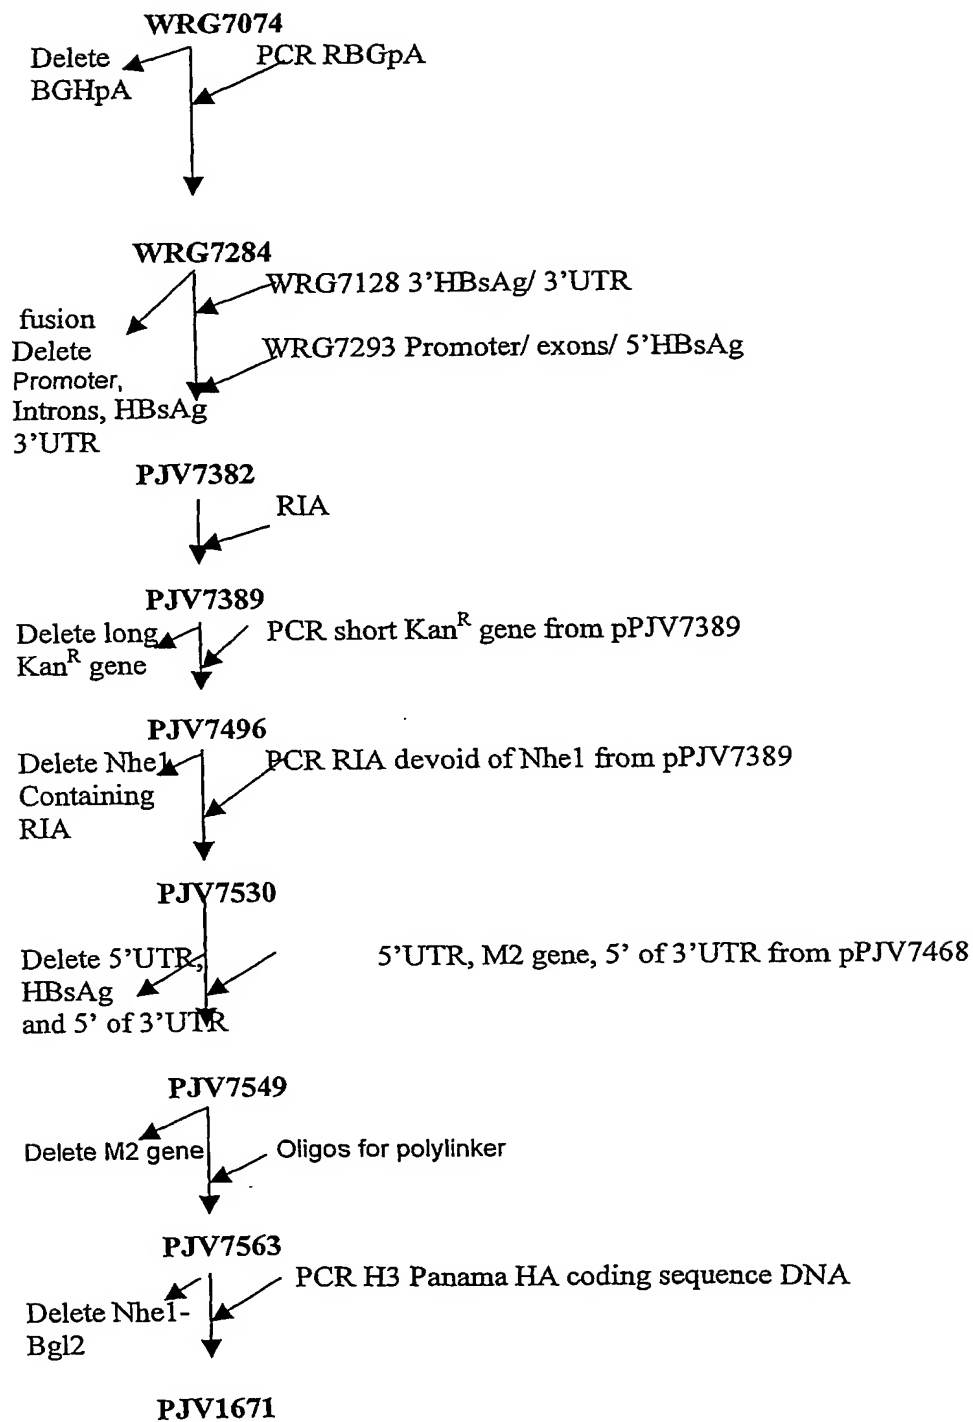 WRG7074
Delete
BGHpA
PCR RBGpA
WRG7284
WRG7128 3’HBsAg/ 3’UTR
fusion
Delete
Promoter,
Introns, HBsAg
3’UTR
WRG7293 Promoter/ exons/ 5’HBsAg
PJV7382
RIA
PJV7389
Delete long
Kan^R gene
PCR short Kan^R gene from pPJV7389
PJV7496
Delete Nhe1
Containing
RIA
PCR RIA devoid of Nhe1 from pPJV7389
PJV7530
Delete 5’UTR,
HBsAg
and 5’ of 3’UTR
5’UTR, M2 gene, 5’ of 3’UTR from pPJV7468
PJV7549
Delete M2 gene
Oligos for polylinker
PJV7563
PCR H3 Panama HA coding sequence DNA
Delete Nhe1-
Bgl2
PJV1671